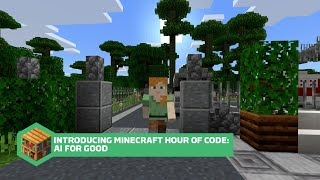 INTRODUCING MINECRAFT HOUR OF CODE:
AI FOR GOOD